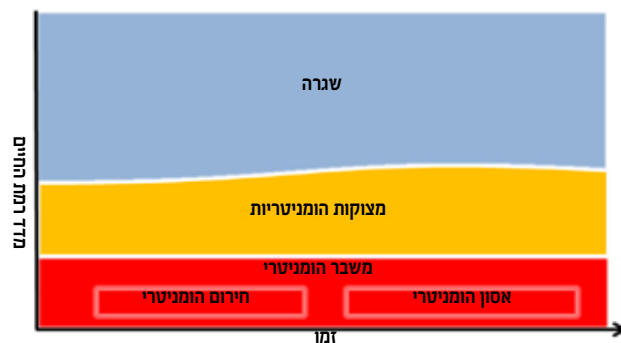 שגרה
מדד רמת החיים
מצוקות הומניטריות
משבר הומניטרי
אסון הומניטרי
חירום הומניטרי
זמן